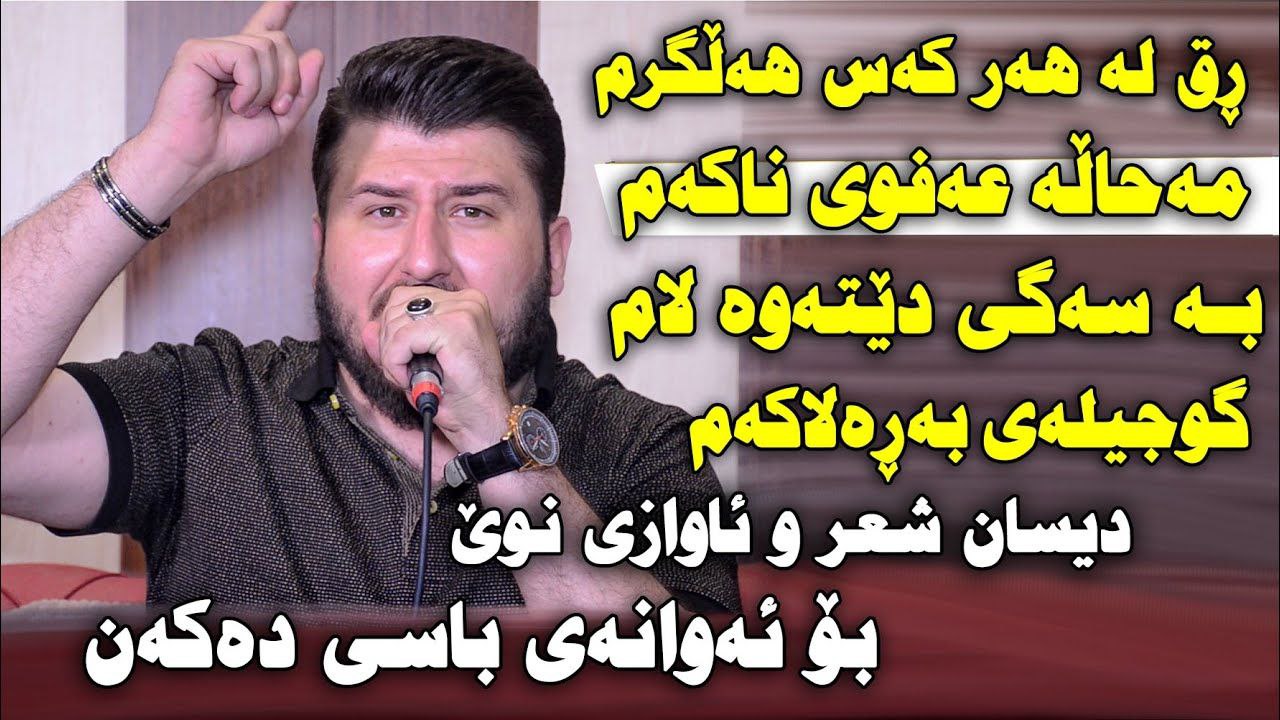 ڕق لە هەر کەس هەڵگرم
مەحاڵە عەفوی ناکەم
بە سەگی دێتەوە لام
گوجیلەی بەڕەلاکەم
دیسان شعر و ئاوازی نوێ
بۆ ئەوانەی باسی دەکەن